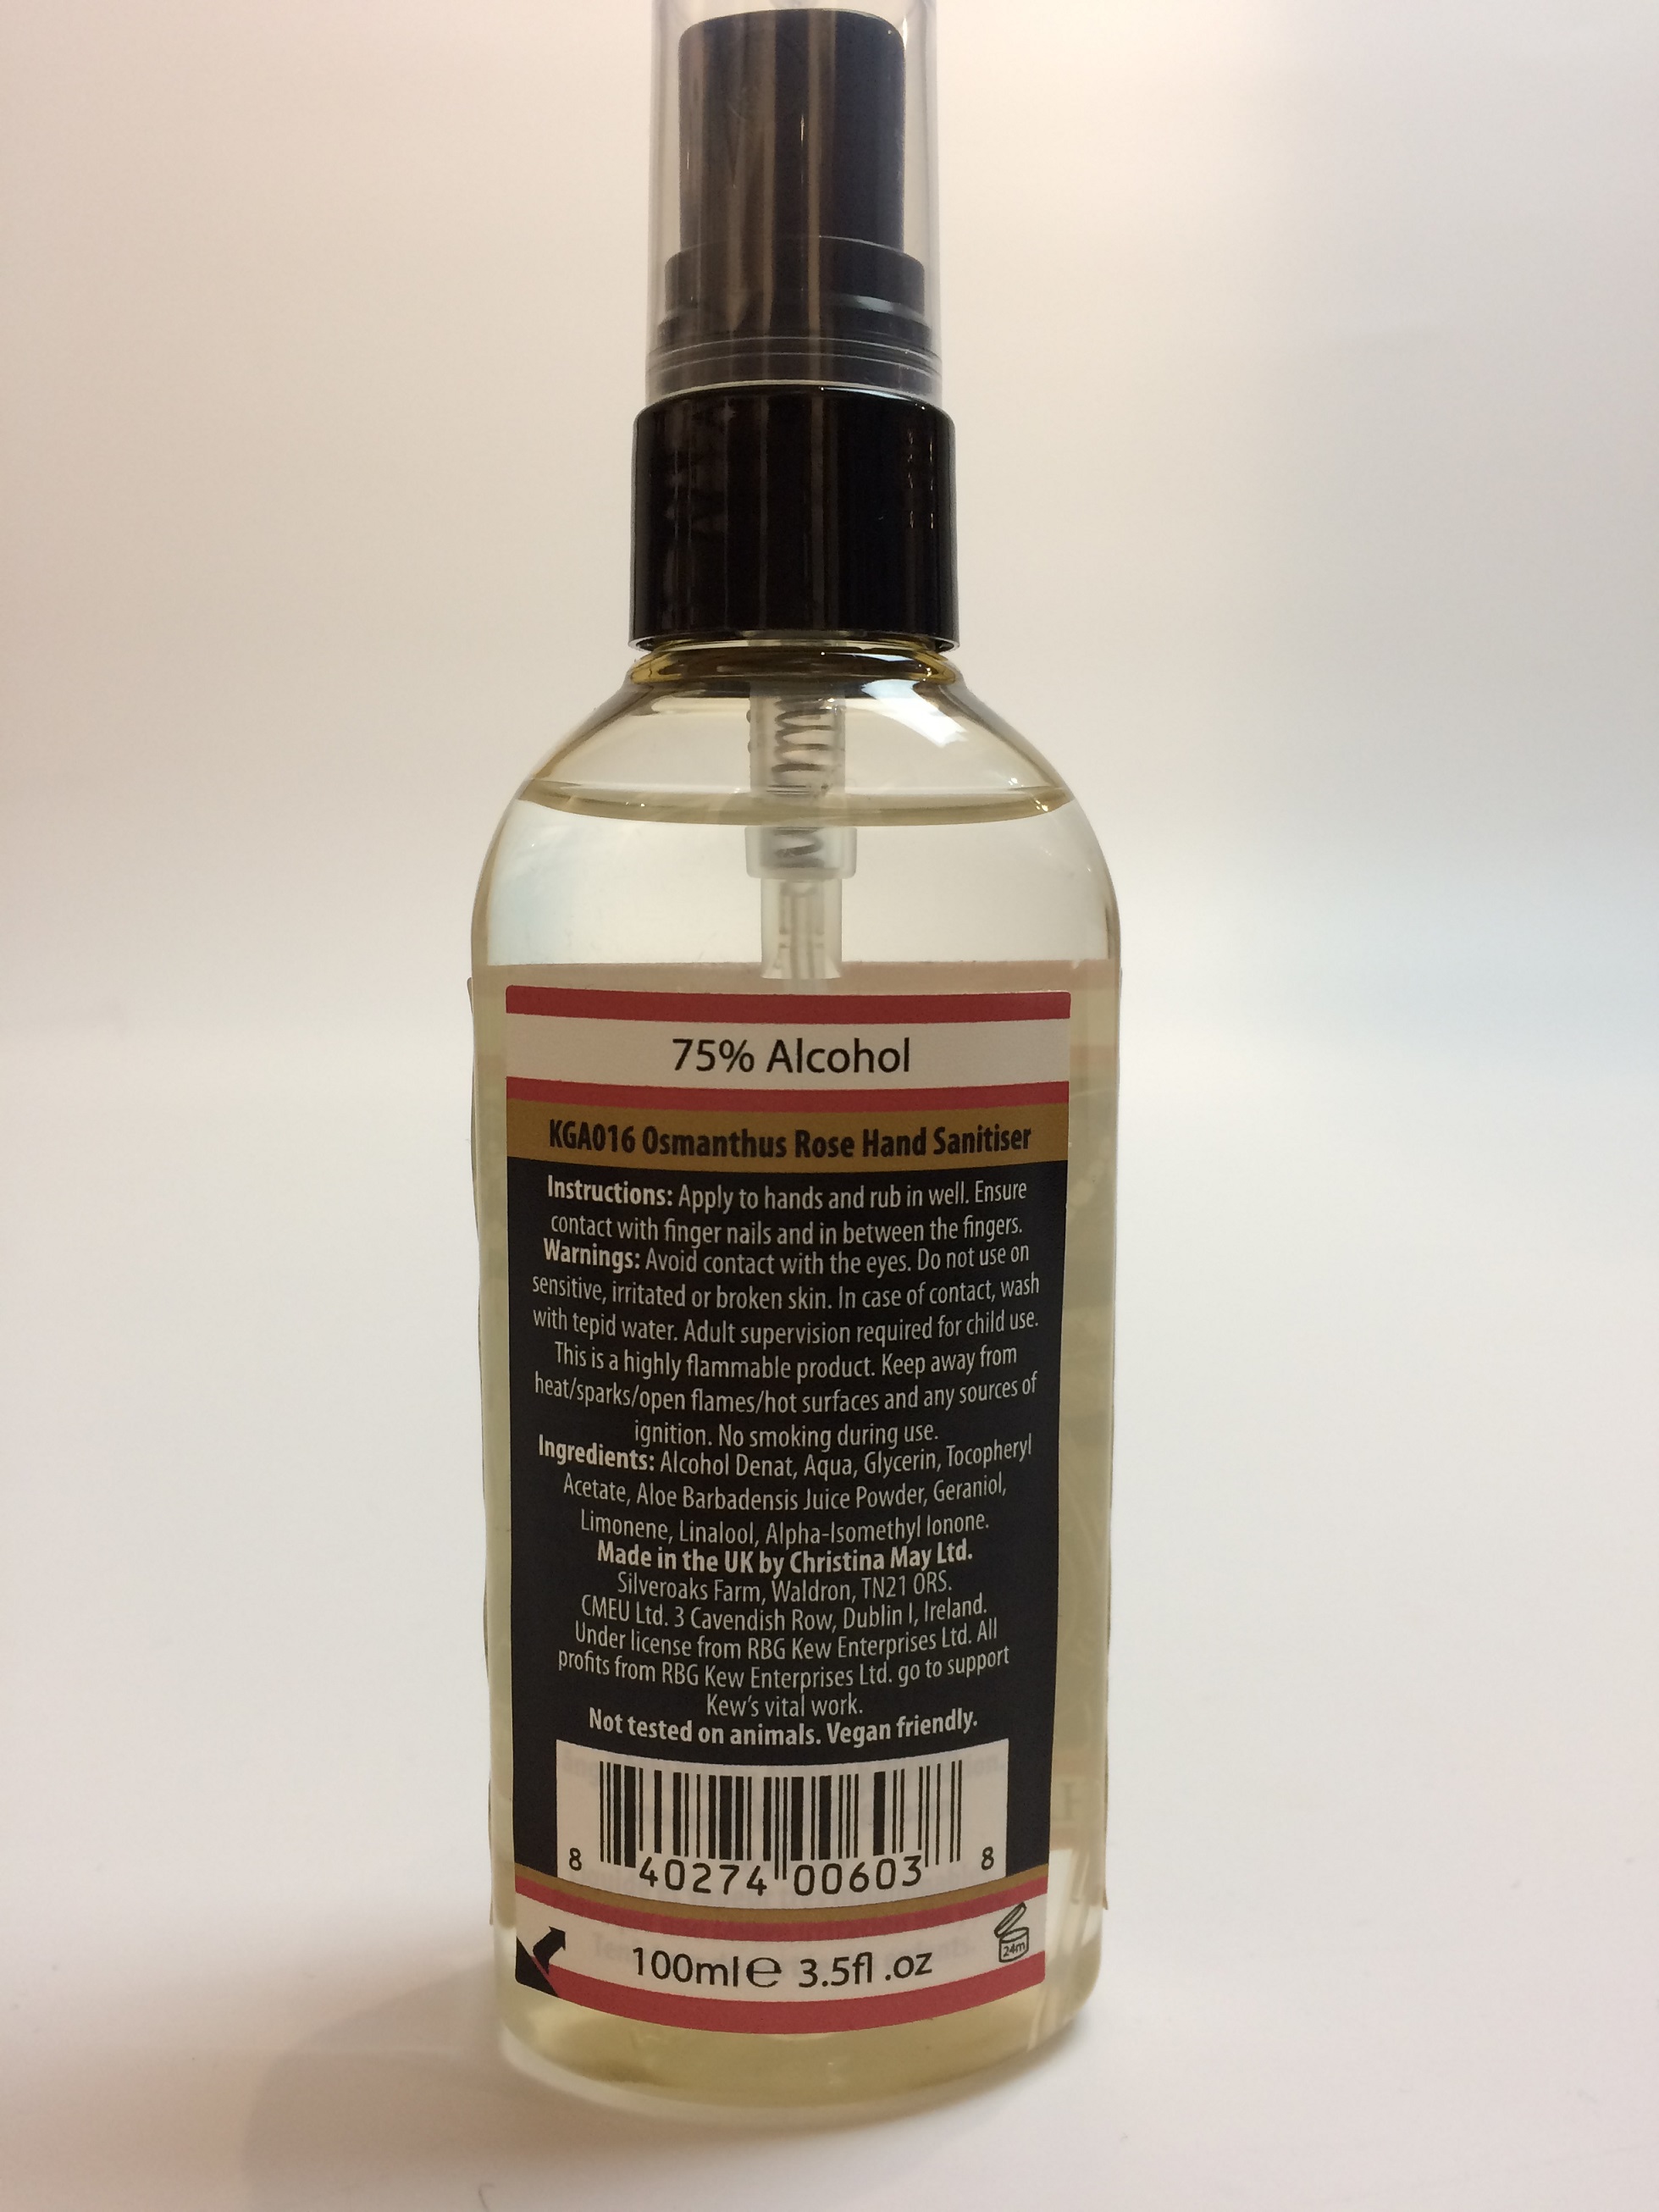 75% Alcohol
KGA016 Osmanthus Rose Hand Sanitiser
Instructions: Apply to hands and rub in well. Ensure
contact with finger nails and in between the fingers.
Warnings: Avoid contact with the eyes. Do not use on
sensitive, irritated or broken skin. In case of contact, wash
with tepid water. Adult supervision required for child use.
This is a highly flammable product. Keep away from
heat/sparks/open flames/hot surfaces and any sources of
ignition. No smoking during use.
Ingredients: Alcohol Denat, Aqua, Glycerin, Tocopheryl
Acetate, Aloe Barbadensis Juice Powder, Geraniol,
Limonene, Linalool, Alpha-Isomethyl Ionone.
Made in the UK by Christina May Ltd.
Silveroaks Farm, Waldron, TN21 0RS.
CMEU Ltd. 3 Cavendish Row, Dublin I, Ireland.
Under license from RBG Kew Enterprises Ltd. All
profits from RBG Kew Enterprises Ltd. go to support
Kew's vital work.
Not tested on animals. Vegan friendly.
8 40274 00603 8
24m
100ml e 3.5fl .oz